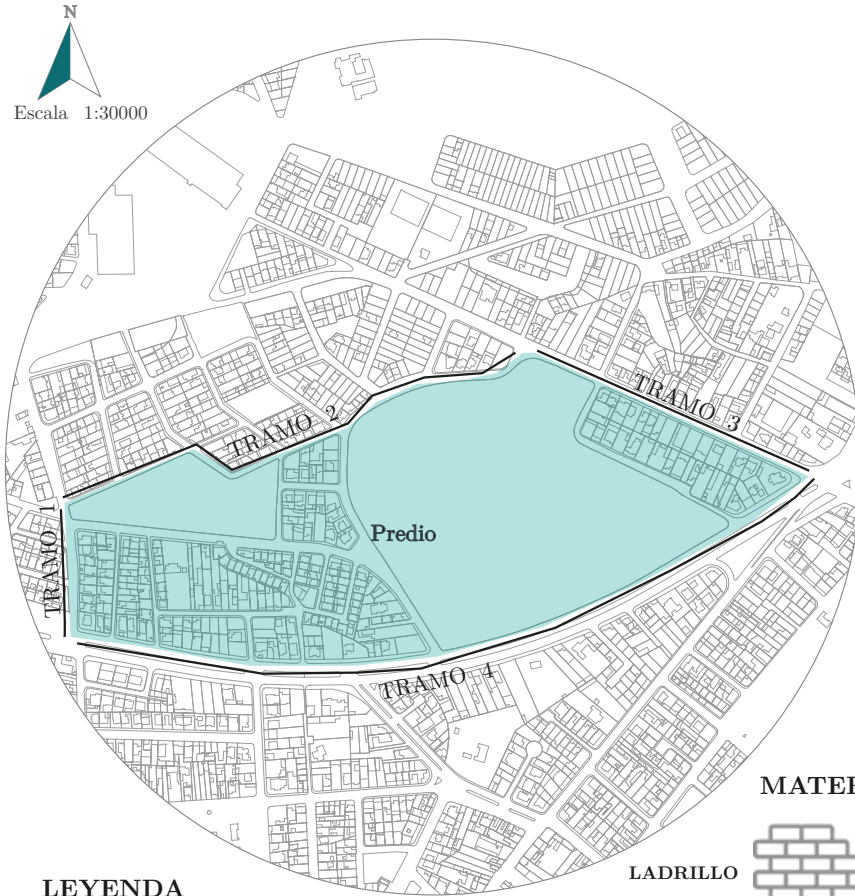 N
Escala 1:30000
TRAMO 3
TRAMO 2
TRAMO 1
Predio
TRAMO 4
LADRILLO
LEYENDA